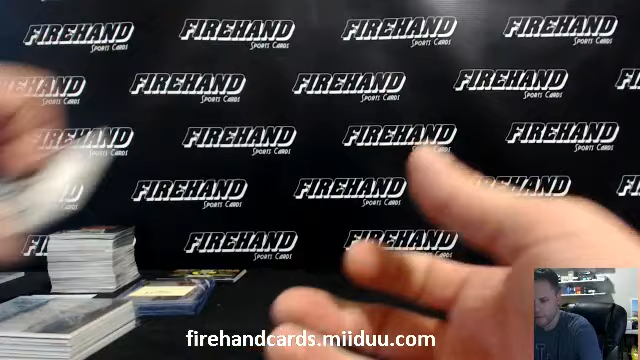 FIREHAND FIREHAND FIREHAND FIREHAND
SPORTS CARDS SPORTS CARDS SPORTS CARDS SPORTS CARDS
FIREHAND FIREHAND FIREHAND
SPORTS CARDS SPORTS CARDS SPORTS CARDS SPORTS CARDS
FIREHAND FIREHAND FIREHAND
SPORTS CARDS SPORTS CARDS SPORTS CARDS
FIREHAND FIREHAND
SPORTS CARDS SPORTS CARDS
FIREHAND FIREHAND
SPORTS CARDS SPORTS CARDS
firehandcards.miiduu.com